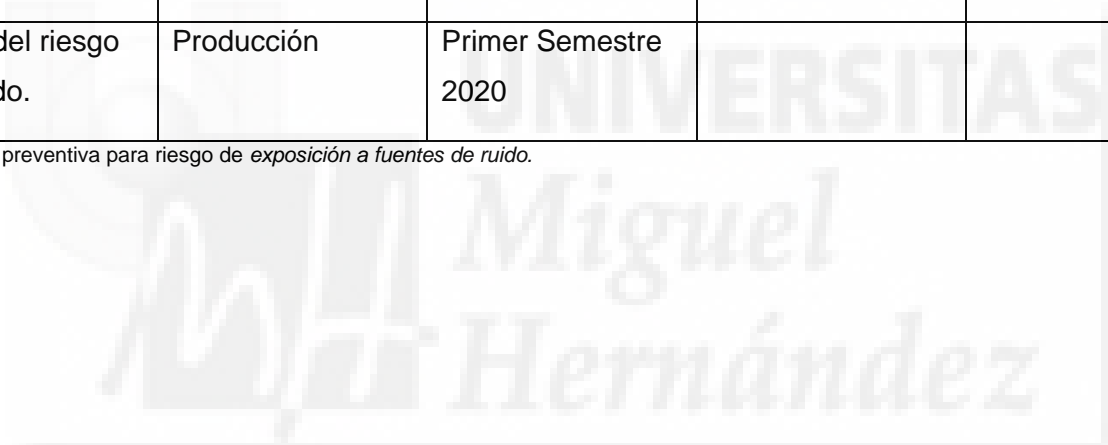 del riesgo Producción Primer Semestre
do. 2020
preventiva para riesgo de exposición a fuentes de ruido.
UNIVERSITAS
Miguel
Hernández